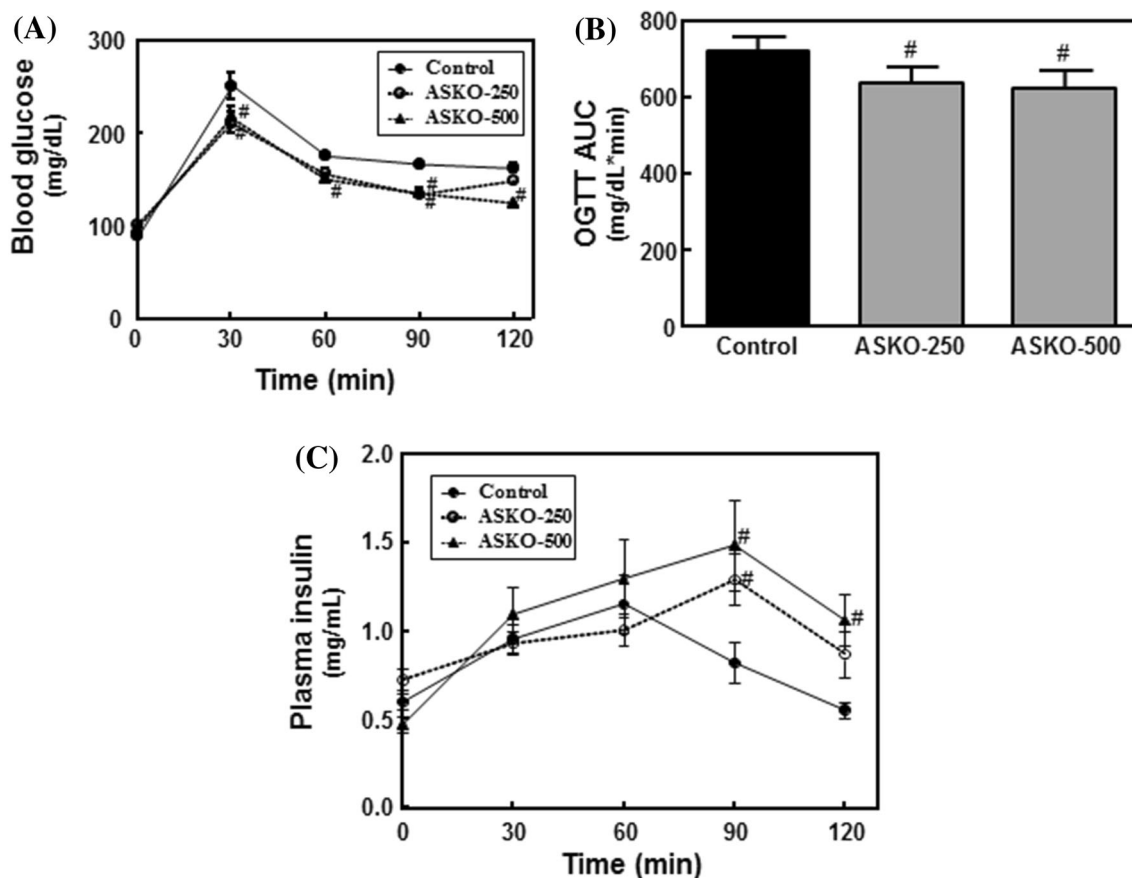 (A)
Blood glucose
(mg/dL)
300
200
100
0
Control
ASKO-250
ASKO-500
#
#
#
#
#
#
0
30
60
90
120
Time (min)
(B)
OGTT AUC
(mg/dL*min)
800
600
400
200
0
#
#
Control
ASKO-250
ASKO-500
(C)
Plasma insulin
(mg/mL)
2.0
1.5
1.0
0.5
0.0
Control
ASKO-250
ASKO-500
#
#
#
0
30
60
90
120
Time (min)